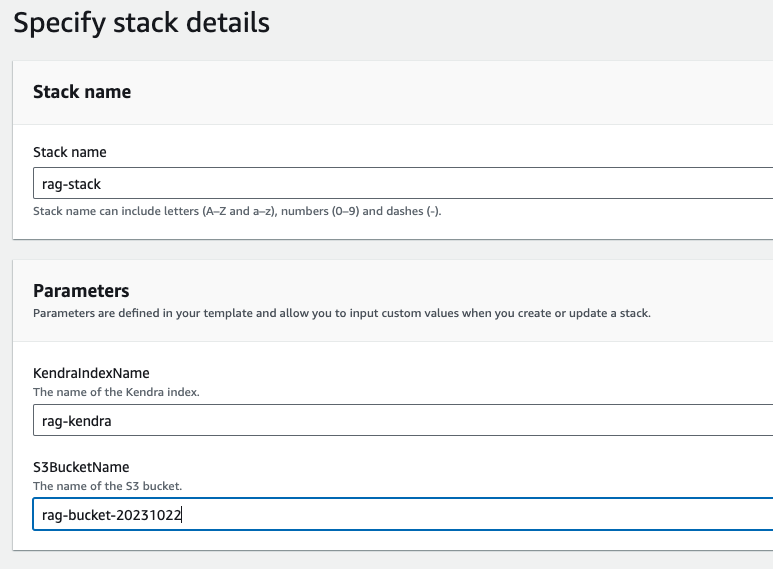 Specify stack details
Stack name
Stack name
rag-stack
Stack name can include letters (A–Z and a–z), numbers (0–9) and dashes (-).
Parameters
Parameters are defined in your template and allow you to input custom values when you create or update a stack.
KendraIndexName
The name of the Kendra index.
rag-kendra
S3BucketName
The name of the S3 bucket.
rag-bucket-20231022